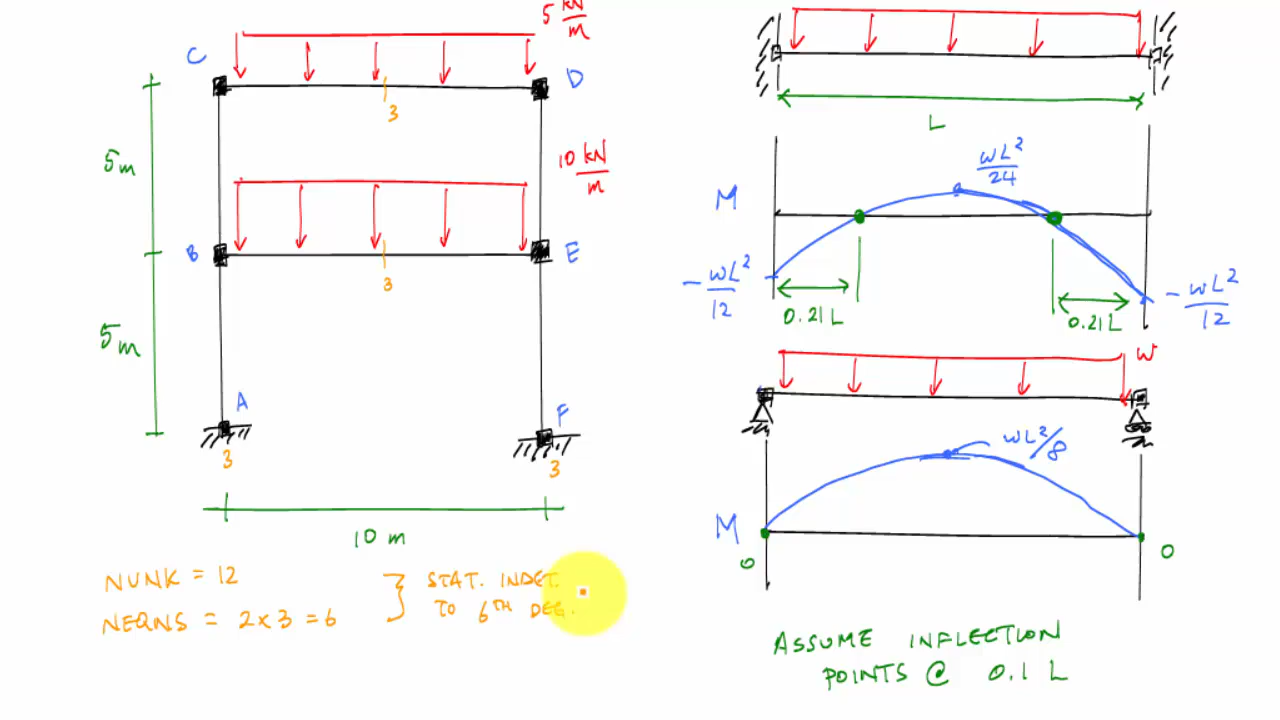 5 kN/m
C
D
3
5m
10 kN/m
B
E
3
5m
A
F
3
3
10 m
NUNK = 12
NEQNS = 2x3 = 6
} STAT. INDET.
TO 6TH DEG.
L
M
wL²/24
-wL²/12
0.21L
0.21L
-wL²/12
W
wL²/8
M
0
0
ASSUME INFLECTION
POINTS @ 0.1 L